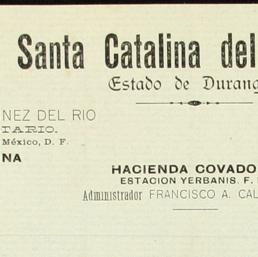 Santa Catalina del
Estado de Durang
NEZ DEL RIO
TARIO.
México, D. F.
NA
HACIENDA COVADO
ESTACION YERBANIS. F.
Administrador FRANCISCO A. CAL